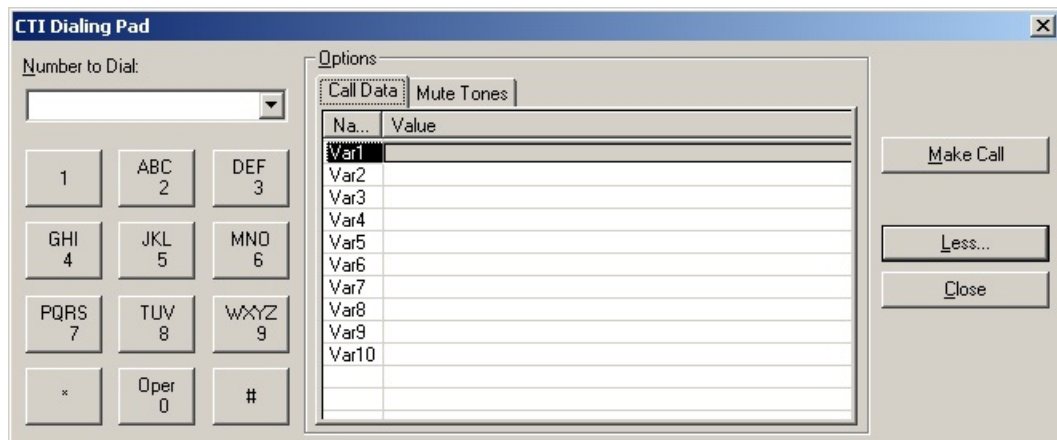 CTI Dialing Pad
Number to Dial:
1
ABC
2
DEF
3
GHI
4
JKL
5
MNO
6
PQRS
7
TUV
8
WXYZ
9
*
Oper
0
#
Options
Call Data
Mute Tones
Na... Value
Var1
Var2
Var3
Var4
Var5
Var6
Var7
Var8
Var9
Var10
Make Call
Less...
Close